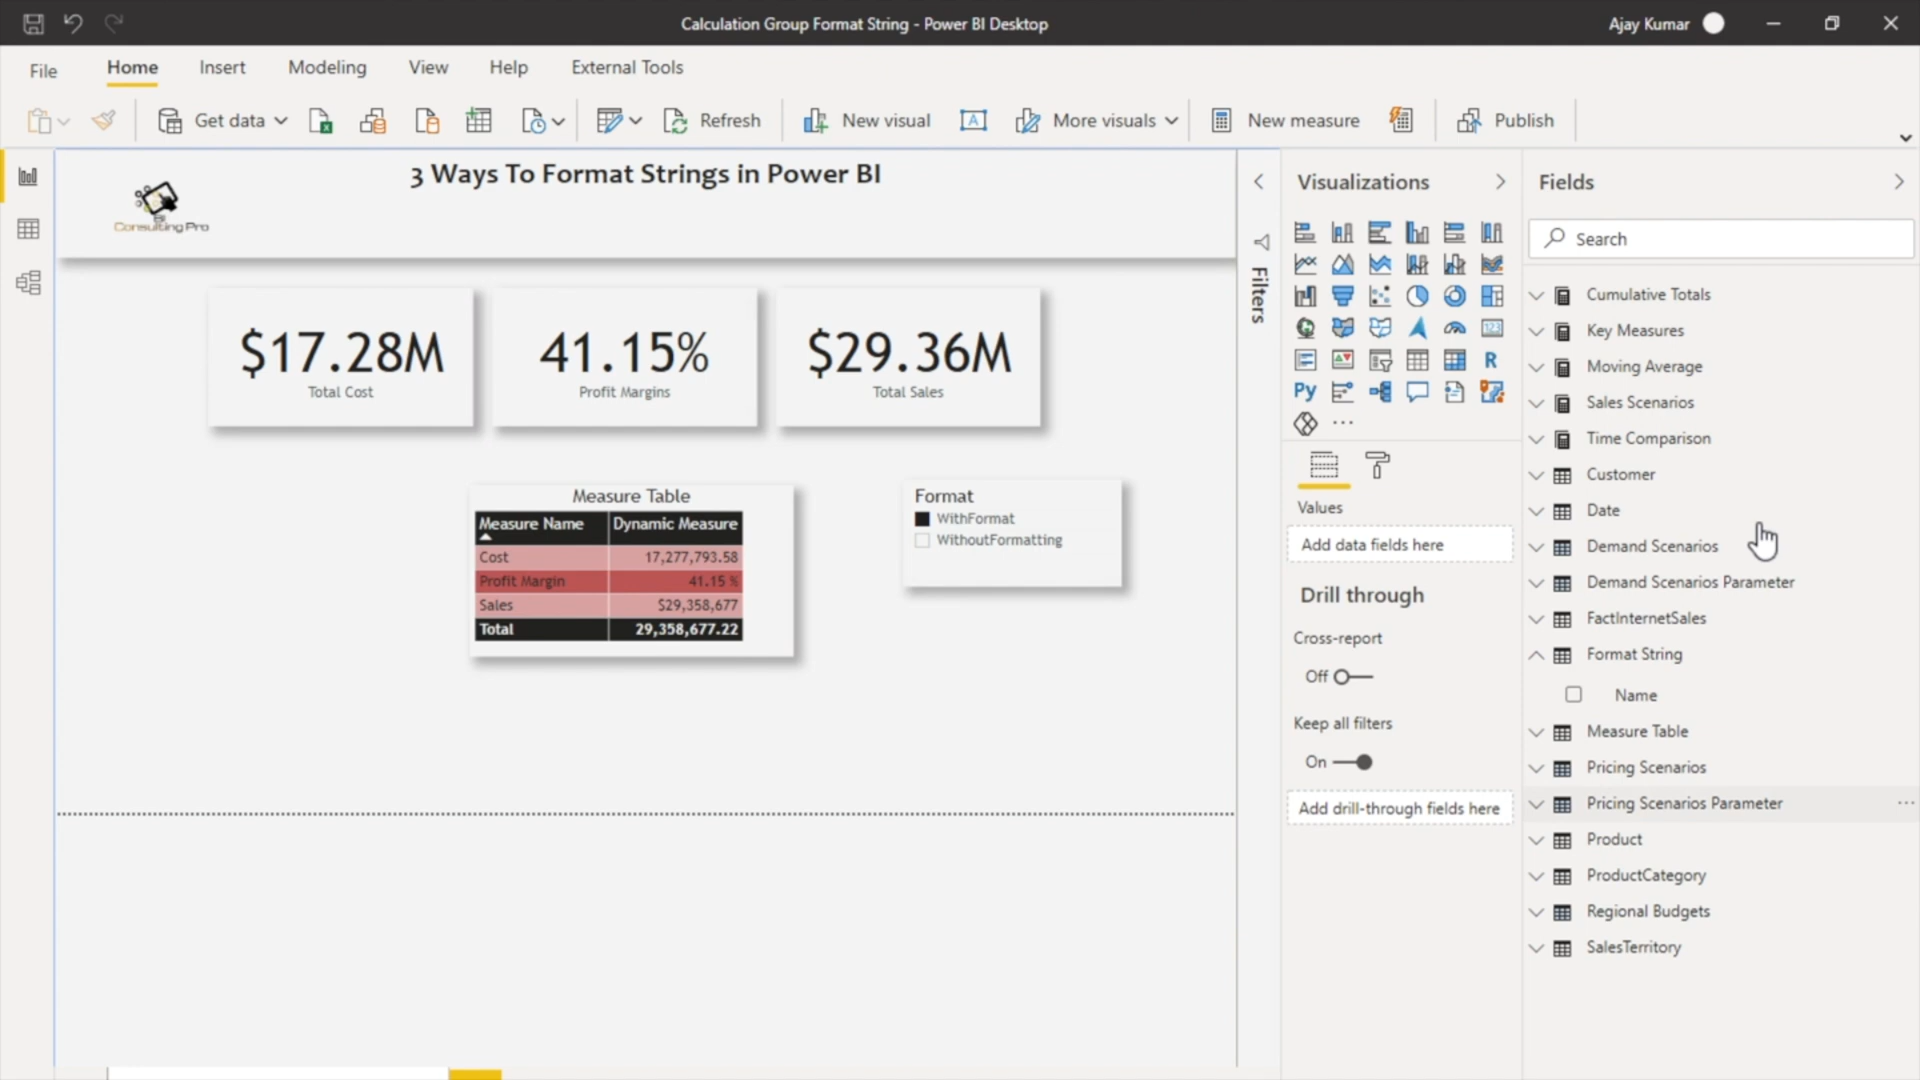 Calculation Group Format String - Power BI Desktop
Ajay Kumar
File
Home
Insert
Modeling
View
Help
External Tools
Get data
Refresh
New visual
More visuals
New measure
Publish
3 Ways To Format Strings in Power BI
Consulting Pro
$17.28M
Total Cost
41.15%
Profit Margins
$29.36M
Total Sales
Measure Table
Measure Name Dynamic Measure
Cost 17,277,793.58
Profit Margin 41.15 %
Sales $29,358,677
Total 29,358,677.22
Format
WithFormat
WithoutFormatting
Filters
Visualizations
R
Py
123
Values
Add data fields here
Drill through
Cross-report
Off
Keep all filters
On
Add drill-through fields here
Fields
Search
Cumulative Totals
Key Measures
Moving Average
Sales Scenarios
Time Comparison
Customer
Date
Demand Scenarios
Demand Scenarios Parameter
FactInternetSales
Format String
Name
Measure Table
Pricing Scenarios
Pricing Scenarios Parameter
Product
ProductCategory
Regional Budgets
SalesTerritory